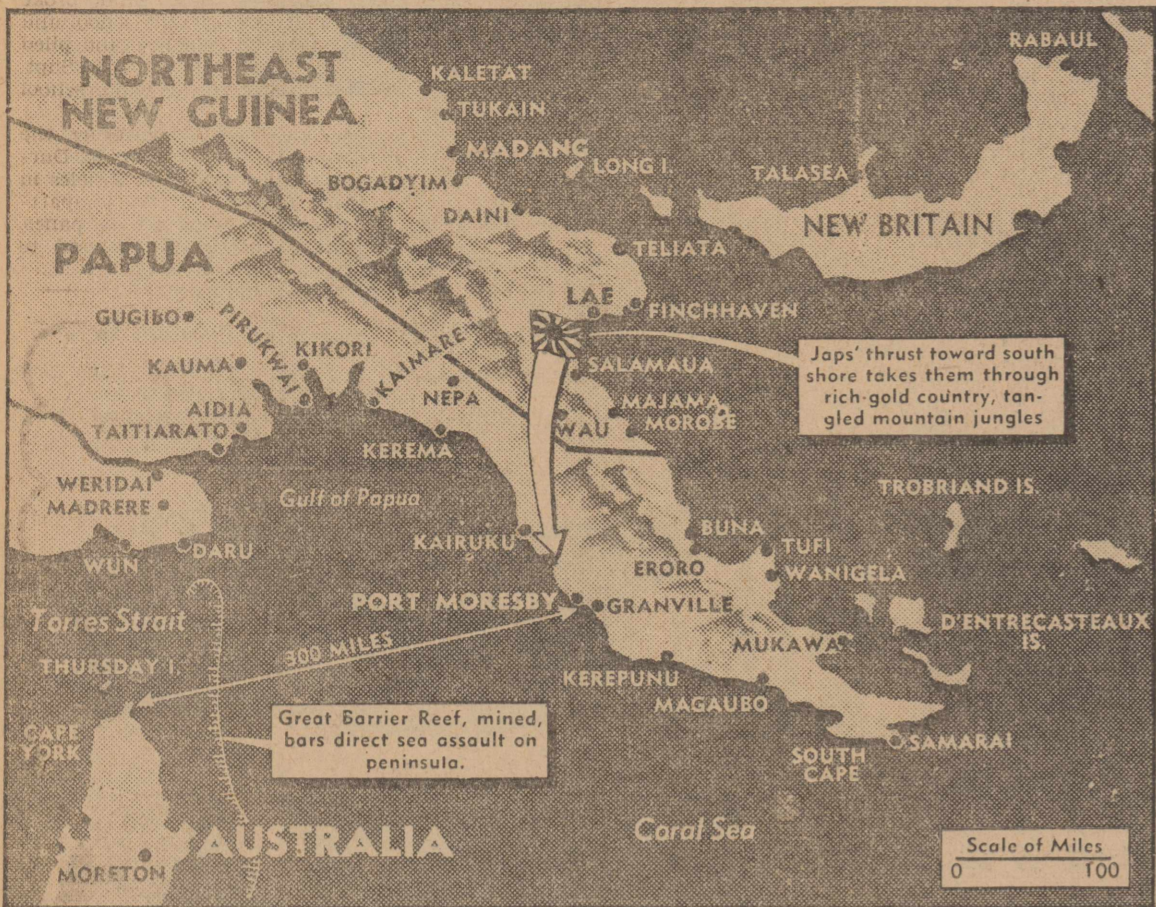 NORTHEAST
NEW GUINEA
KALETAT
TUKAIN
MADANG
BOGADYIM
LONG I.
DAINI
RABAUL
TALASEA
NEW BRITAIN
TELIATA
LAE
FINCHHAVEN
PAPUA
GUGIBO
PIRUKWAI
KIKORI
KAUMA
KAIMARE
NEPA
AIDIA
TAITIARATO
KEREMA
SALAMAUA
MAJAMA
MOROBE
WAU
Japs' thrust toward south
shore takes them through
rich-gold country, tan-
gled mountain jungles
WERIDAI
MADRERE
Gulf of Papua
WUN
DARU
KAIRUKU
BUNA
ERORO
TUFI
WANIGELA
TROBRIAND IS.
PORT MORESBY
GRANVILLE
D'ENTRECASTEAUX
IS.
MUKAWA
Torres Strait
THURSDAY I.
300 MILES
KEREPUNU
MAGAUBO
CAPE
YORK
Great Barrier Reef, mined,
bars direct sea assault on
peninsula.
SOUTH
CAPE
SAMARAI
AUSTRALIA
MORETON
Coral Sea
Scale of Miles
0 100